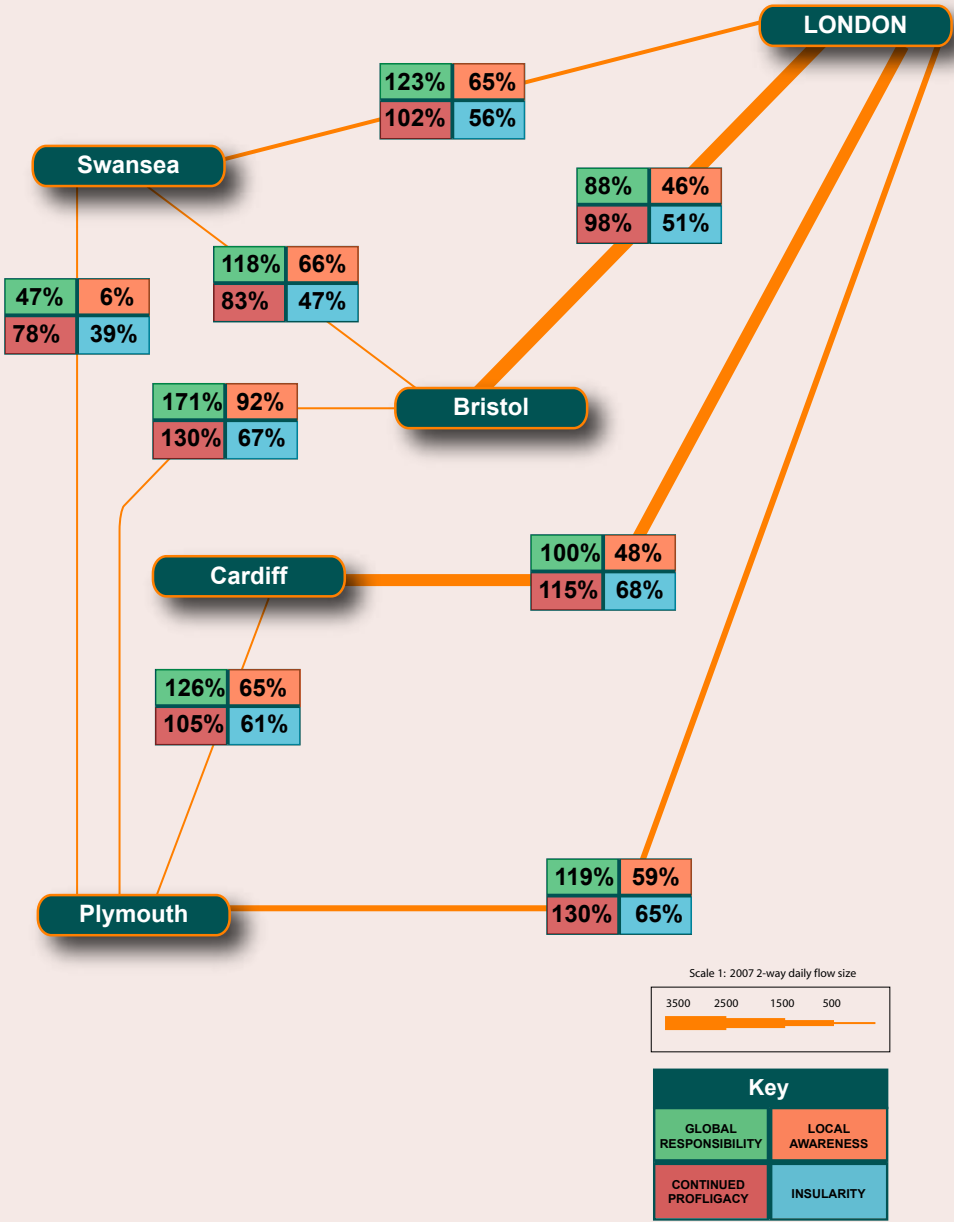 LONDON
123% 65%
102% 56%
Swansea
88% 46%
98% 51%
118% 66%
83% 47%
47% 6%
78% 39%
171% 92%
130% 67%
Bristol
100% 48%
115% 68%
Cardiff
126% 65%
105% 61%
119% 59%
130% 65%
Plymouth
Scale 1: 2007 2-way daily flow size
3500 2500 1500 500
Key
GLOBAL
RESPONSIBILITY
LOCAL
AWARENESS
CONTINUED
PROFLIGACY
INSULARITY